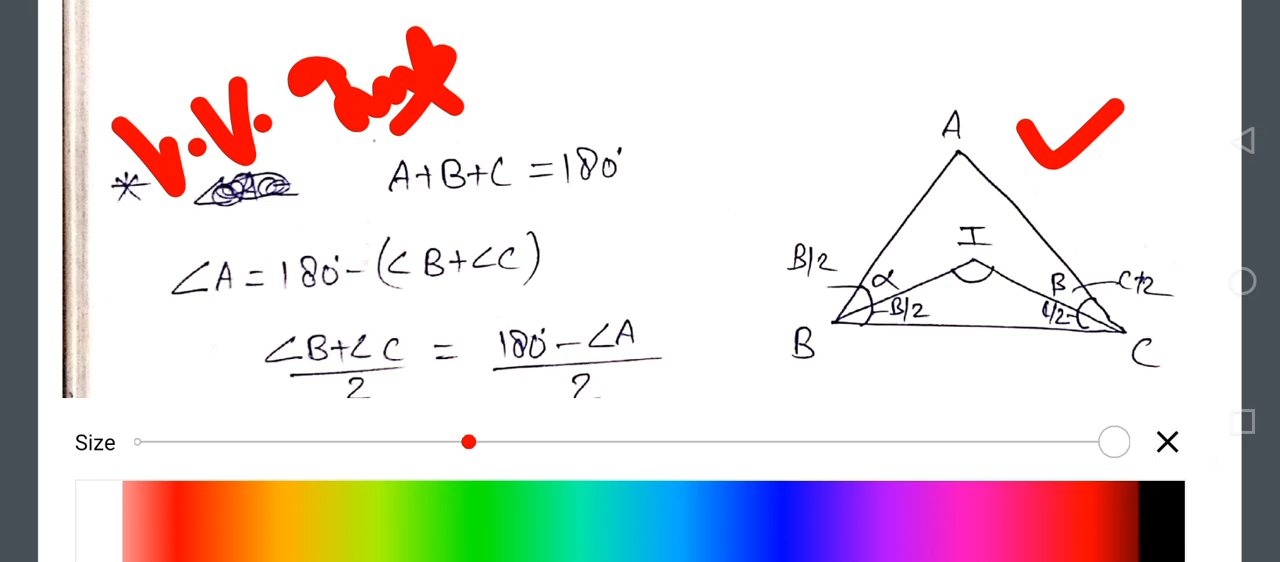 V.V. Imp
* A+B+C = 180°
∠A = 180° - (∠B+∠C)
∠B+∠C / 2 = 180° - ∠A / 2
A
I
B/2 α B C/2
B/2 C/2
B C
Size